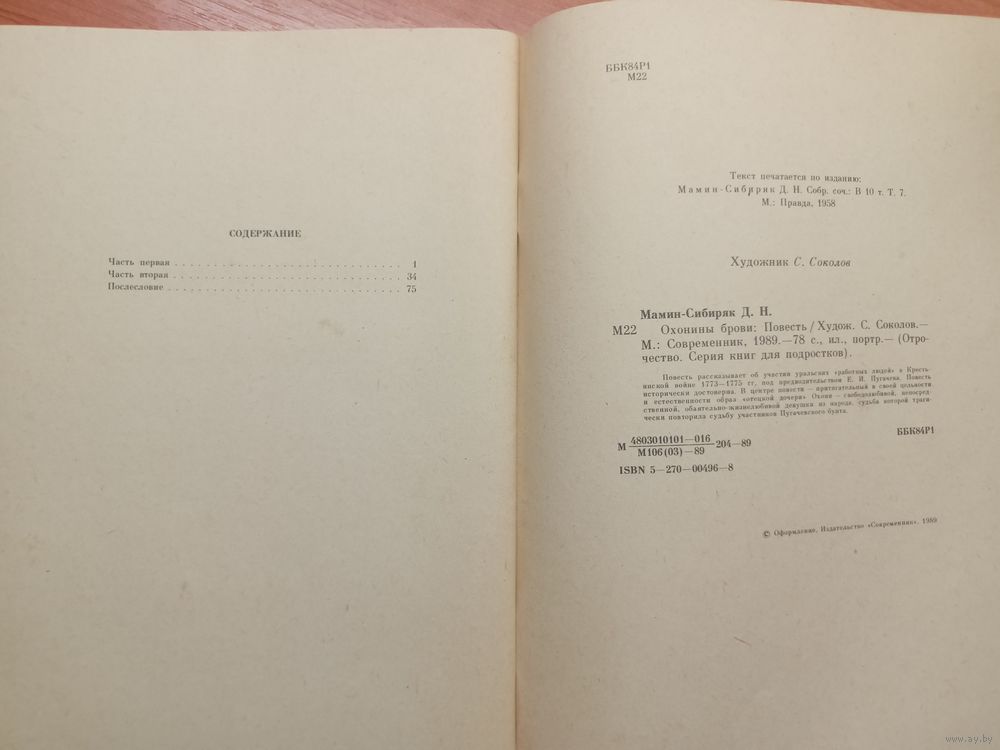 СОДЕРЖАНИЕ
Часть первая . . . . . . . . . . . . . . . . . . . . . . . 1
Часть вторая . . . . . . . . . . . . . . . . . . . . . . . 34
Послесловие . . . . . . . . . . . . . . . . . . . . . . . 75
ББК84Р1
М22
Текст печатается по изданию:
Мамин-Сибиряк Д. Н. Собр. соч.: В 10 т. Т. 7.
М.: Правда, 1958
Художник С. Соколов
Мамин-Сибиряк Д. Н.
М22 Охонины брови: Повесть / Худож. С. Соколов.—
М.: Современник, 1989.—78 с., ил., портр.— (Отро-
чество. Серия книг для подростков).
Повесть рассказывает об участии уральских «работных людей» в Кресть-
янской войне 1773—1775 гг. под предводительством Е. И. Пугачева. Повесть
исторически достоверна. В центре повести — притягательный в своей цельности
и естественности образ «отецкой дочери» Охони — свободолюбивой, непосред-
ственной, обаятельно-жизнелюбивой девушки из народа, судьба которой траги-
чески повторила судьбу участников Пугачевского бунта.
М 4803010101—016 204—89
М106(03)—89
ББК84Р1
ISBN 5—270—00496—8
© Оформление, Издательство «Современник», 1989
www.ay.by